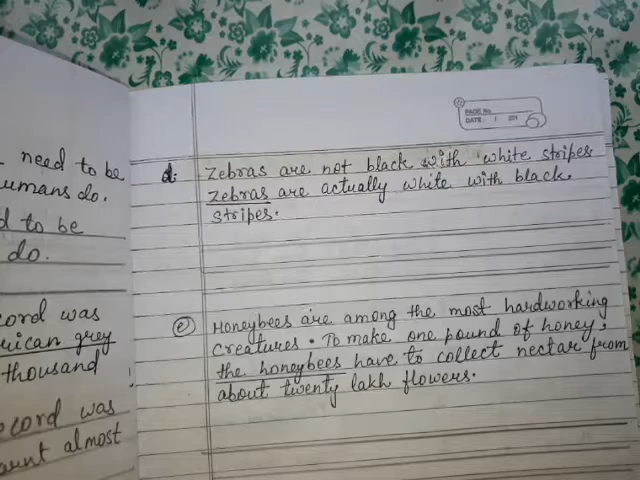 need to be
umans do.
d to be
do.
cord was
rican grey
thousand
cord was
almost
PAGE No.
DATE:
d. Zebras are not black with white stripes
Zebras are actually white with black
stripes.
(e) Honeybees are among the most hardworking
creatures. To make one pound of honey,
the honeybees have to collect nectar from
about twenty lakh flowers.